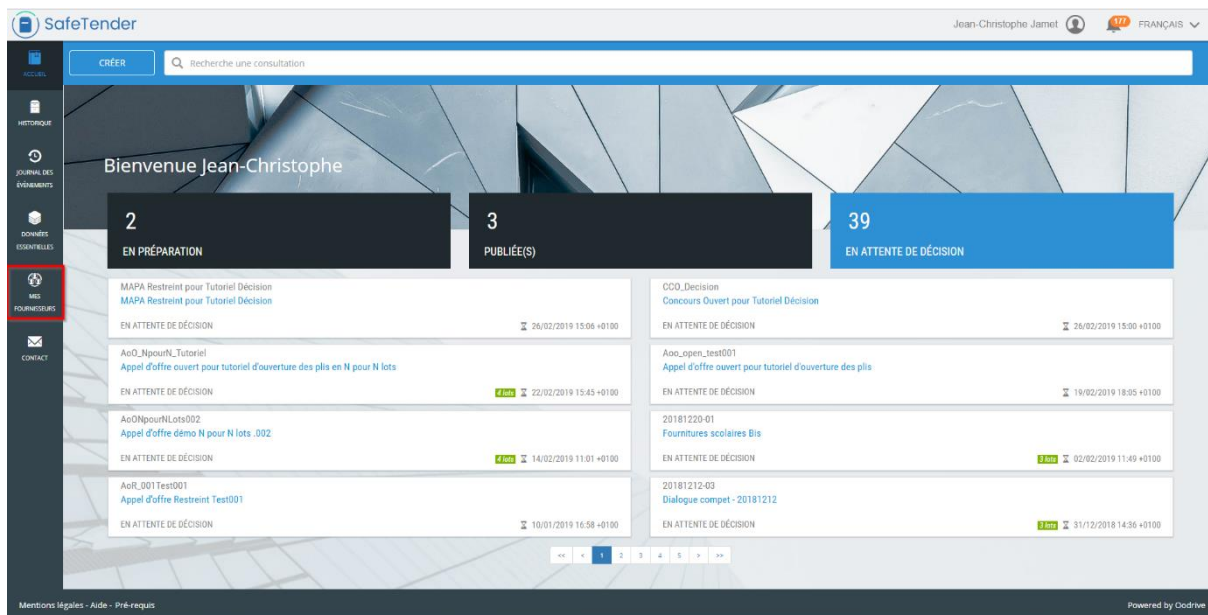 SafeTender
Jean-Christophe Jamet
177
FRANÇAIS
ACCUEIL
CRÉER
Recherche une consultation
HISTORIQUE
JOURNAL DES
ÉVÉNEMENTS
DONNÉES
ESSENTIELLES
MES
FOURNISSEURS
CONTACT
Bienvenue Jean-Christophe
2
EN PRÉPARATION
3
PUBLIÉE(S)
39
EN ATTENTE DE DÉCISION
MAPA Restreint pour Tutoriel Décision
MAPA Restreint pour Tutoriel Décision
EN ATTENTE DE DÉCISION
26/02/2019 15:06 +0100
CCO_Decision
Concours Ouvert pour Tutoriel Décision
EN ATTENTE DE DÉCISION
26/02/2019 15:00 +0100
AoO_NpourN_Tutoriel
Appel d'offre ouvert pour tutoriel d'ouverture des plis en N pour N lots
EN ATTENTE DE DÉCISION
4 lots 22/02/2019 15:45 +0100
Aoo_open_test001
Appel d'offre ouvert pour tutoriel d'ouverture des plis
EN ATTENTE DE DÉCISION
19/02/2019 18:05 +0100
AoONpourNLots002
Appel d'offre démo N pour N lots .002
EN ATTENTE DE DÉCISION
4 lots 14/02/2019 11:01 +0100
20181220-01
Fournitures scolaires Bis
EN ATTENTE DE DÉCISION
3 lots 02/02/2019 11:49 +0100
AoR_001Test001
Appel d'offre Restreint Test001
EN ATTENTE DE DÉCISION
10/01/2019 16:58 +0100
20181212-03
Dialogue compet - 20181212
EN ATTENTE DE DÉCISION
3 lots 31/12/2018 14:36 +0100
<< < 1 2 3 4 5 > >>
Mentions légales - Aide - Pré-requis
Powered by Oodrive